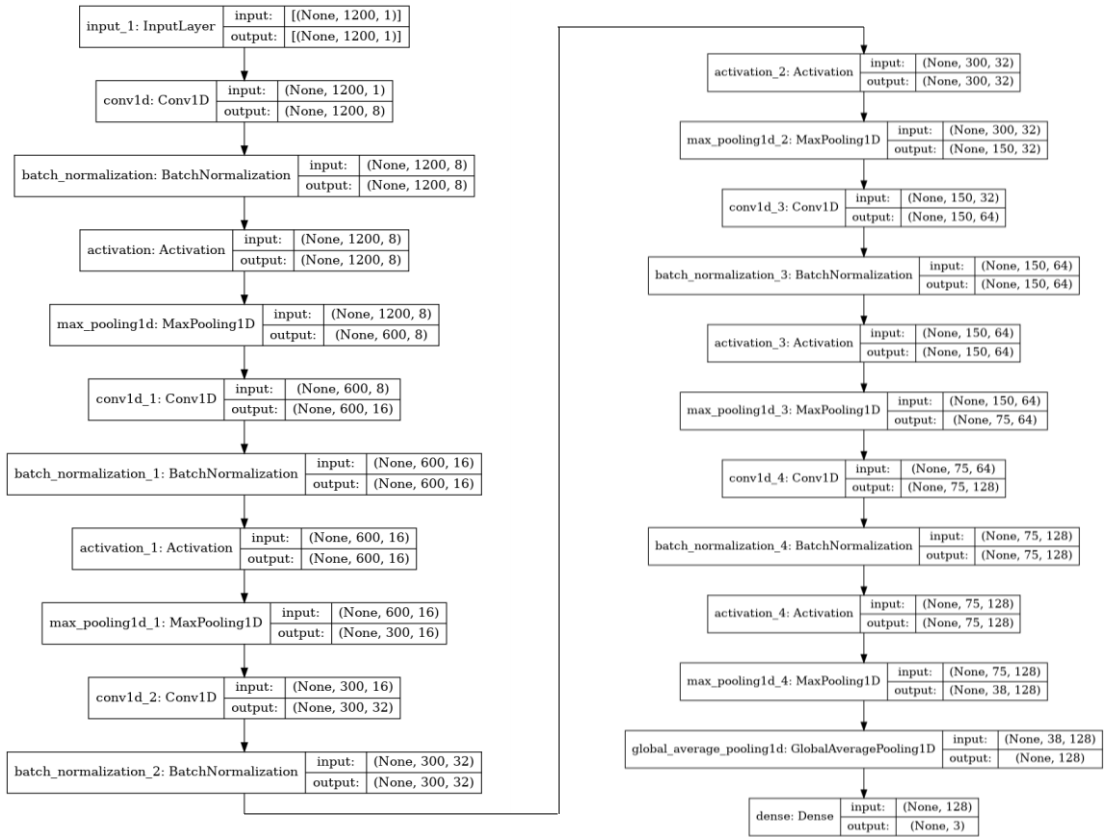 input_1: InputLayer
input: [(None, 1200, 1)]
output: [(None, 1200, 1)]
conv1d: Conv1D
input: (None, 1200, 1)
output: (None, 1200, 8)
batch_normalization: BatchNormalization
input: (None, 1200, 8)
output: (None, 1200, 8)
activation: Activation
input: (None, 1200, 8)
output: (None, 1200, 8)
max_pooling1d: MaxPooling1D
input: (None, 1200, 8)
output: (None, 600, 8)
conv1d_1: Conv1D
input: (None, 600, 8)
output: (None, 600, 16)
batch_normalization_1: BatchNormalization
input: (None, 600, 16)
output: (None, 600, 16)
activation_1: Activation
input: (None, 600, 16)
output: (None, 600, 16)
max_pooling1d_1: MaxPooling1D
input: (None, 600, 16)
output: (None, 300, 16)
conv1d_2: Conv1D
input: (None, 300, 16)
output: (None, 300, 32)
batch_normalization_2: BatchNormalization
input: (None, 300, 32)
output: (None, 300, 32)
activation_2: Activation
input: (None, 300, 32)
output: (None, 300, 32)
max_pooling1d_2: MaxPooling1D
input: (None, 300, 32)
output: (None, 150, 32)
conv1d_3: Conv1D
input: (None, 150, 32)
output: (None, 150, 64)
batch_normalization_3: BatchNormalization
input: (None, 150, 64)
output: (None, 150, 64)
activation_3: Activation
input: (None, 150, 64)
output: (None, 150, 64)
max_pooling1d_3: MaxPooling1D
input: (None, 150, 64)
output: (None, 75, 64)
conv1d_4: Conv1D
input: (None, 75, 64)
output: (None, 75, 128)
batch_normalization_4: BatchNormalization
input: (None, 75, 128)
output: (None, 75, 128)
activation_4: Activation
input: (None, 75, 128)
output: (None, 75, 128)
max_pooling1d_4: MaxPooling1D
input: (None, 75, 128)
output: (None, 38, 128)
global_average_pooling1d: GlobalAveragePooling1D
input: (None, 38, 128)
output: (None, 128)
dense: Dense
input: (None, 128)
output: (None, 3)